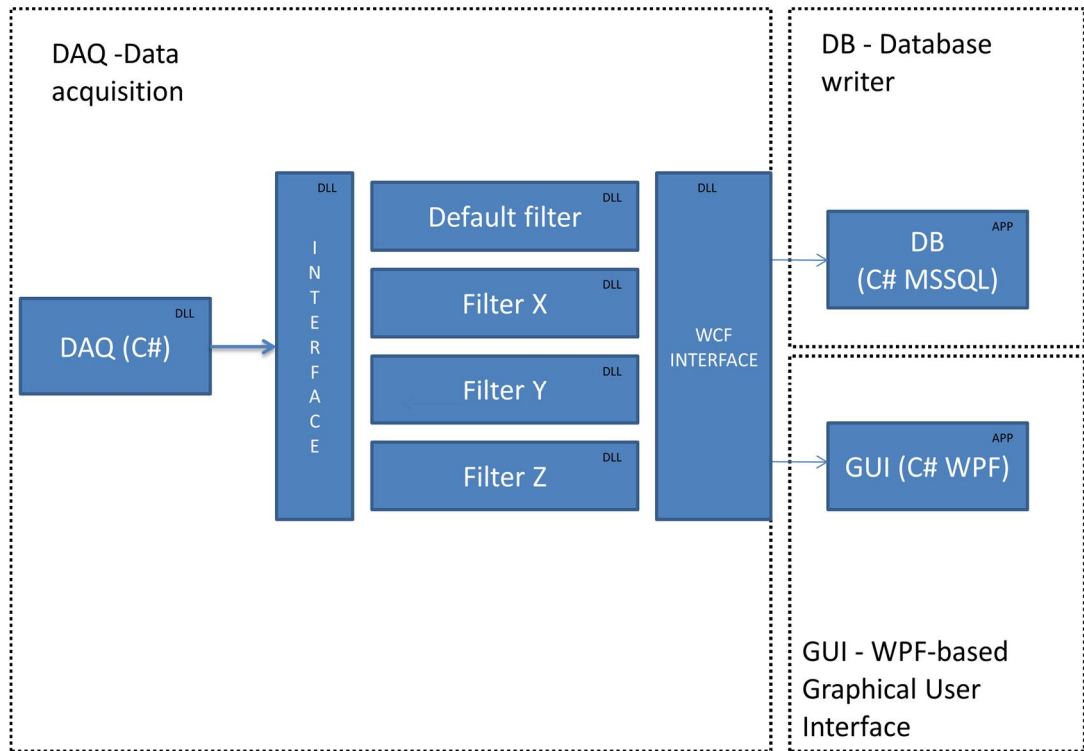 DAQ -Data
acquisition
DB - Database
writer
DLL
DAQ (C#)
DLL
I
N
T
E
R
F
A
C
E
DLL
Default filter
DLL
Filter X
DLL
Filter Y
DLL
Filter Z
DLL
WCF
INTERFACE
APP
DB
(C# MSSQL)
APP
GUI (C# WPF)
GUI - WPF-based
Graphical User
Interface